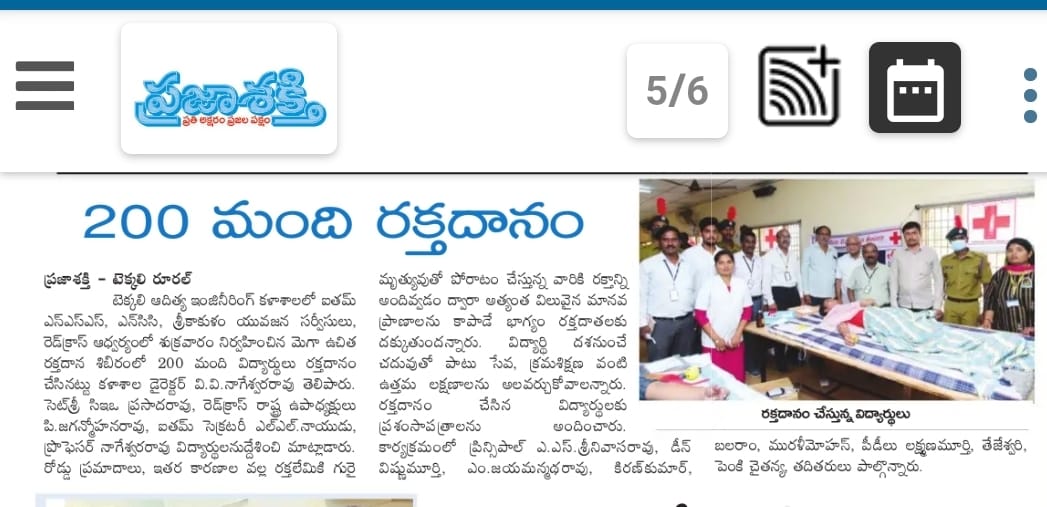 ప్రజాశక్తి
ప్రతి అక్షరం ప్రజల పక్షం
5/6
200 మంది రక్తదానం
ప్రజాశక్తి - టెక్కలి రూరల్
టెక్కలి ఆదిత్య ఇంజినీరింగ్ కళాశాలలో ఐతమ్
ఎన్ఎస్ఎస్, ఎన్‌సిసి, శ్రీకాకుళం యువజన సర్వీసులు,
రెడ్‌క్రాస్ ఆధ్వర్యంలో శుక్రవారం నిర్వహించిన మెగా ఉచిత
రక్తదాన శిబిరంలో 200 మంది విద్యార్థులు రక్తదానం
చేసినట్టు కళాశాల డైరెక్టర్ వి.వి.నాగేశ్వరరావు తెలిపారు.
సెట్‌శ్రీ సిఇఒ ప్రసాదరావు, రెడ్‌క్రాస్ రాష్ట్ర ఉపాధ్యక్షులు
పి.జగన్మోహనరావు, ఐతమ్ సెక్రటరీ ఎల్ఎల్.నాయుడు,
ప్రొఫెసర్ నాగేశ్వరరావు విద్యార్థులనుద్దేశించి మాట్లాడారు.
రోడ్డు ప్రమాదాలు, ఇతర కారణాల వల్ల రక్తలేమికి గురై
మృత్యువుతో పోరాటం చేస్తున్న వారికి రక్తాన్ని
అందివ్వడం ద్వారా అత్యంత విలువైన మానవ
ప్రాణాలను కాపాడే భాగ్యం రక్తదాతలకు
దక్కుతుందన్నారు. విద్యార్థి దశనుంచే
చదువుతో పాటు సేవ, క్రమశిక్షణ వంటి
ఉత్తమ లక్షణాలను అలవర్చుకోవాలన్నారు.
రక్తదానం చేసిన విద్యార్థులకు
ప్రశంసాపత్రాలను అందించారు.
కార్యక్రమంలో ప్రిన్సిపాల్ ఎ.ఎస్.శ్రీనివాసరావు, డీన్
విష్ణుమూర్తి, ఎం.జయమన్మథరావు, కిరణ్‌కుమార్,
రక్తదానం చేస్తున్న విద్యార్థులు
బలరాం, మురళీమోహన్, పీడీలు లక్ష్మణమూర్తి, తేజేశ్వరి,
పెంకి చైతన్య, తదితరులు పాల్గొన్నారు.